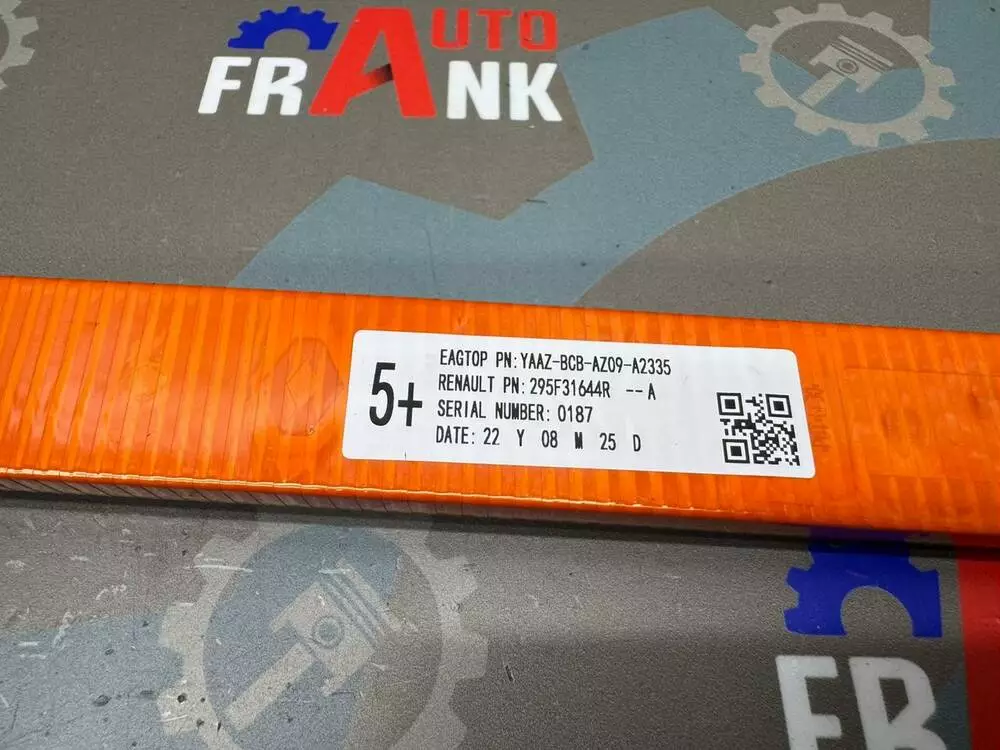 AUTO
FRANK
5+
EAGTOP PN: YAAZ-BCB-AZ09-A2335
RENAULT PN: 295F31644R --A
SERIAL NUMBER: 0187
DATE: 22 Y 08 M 25 D
FR